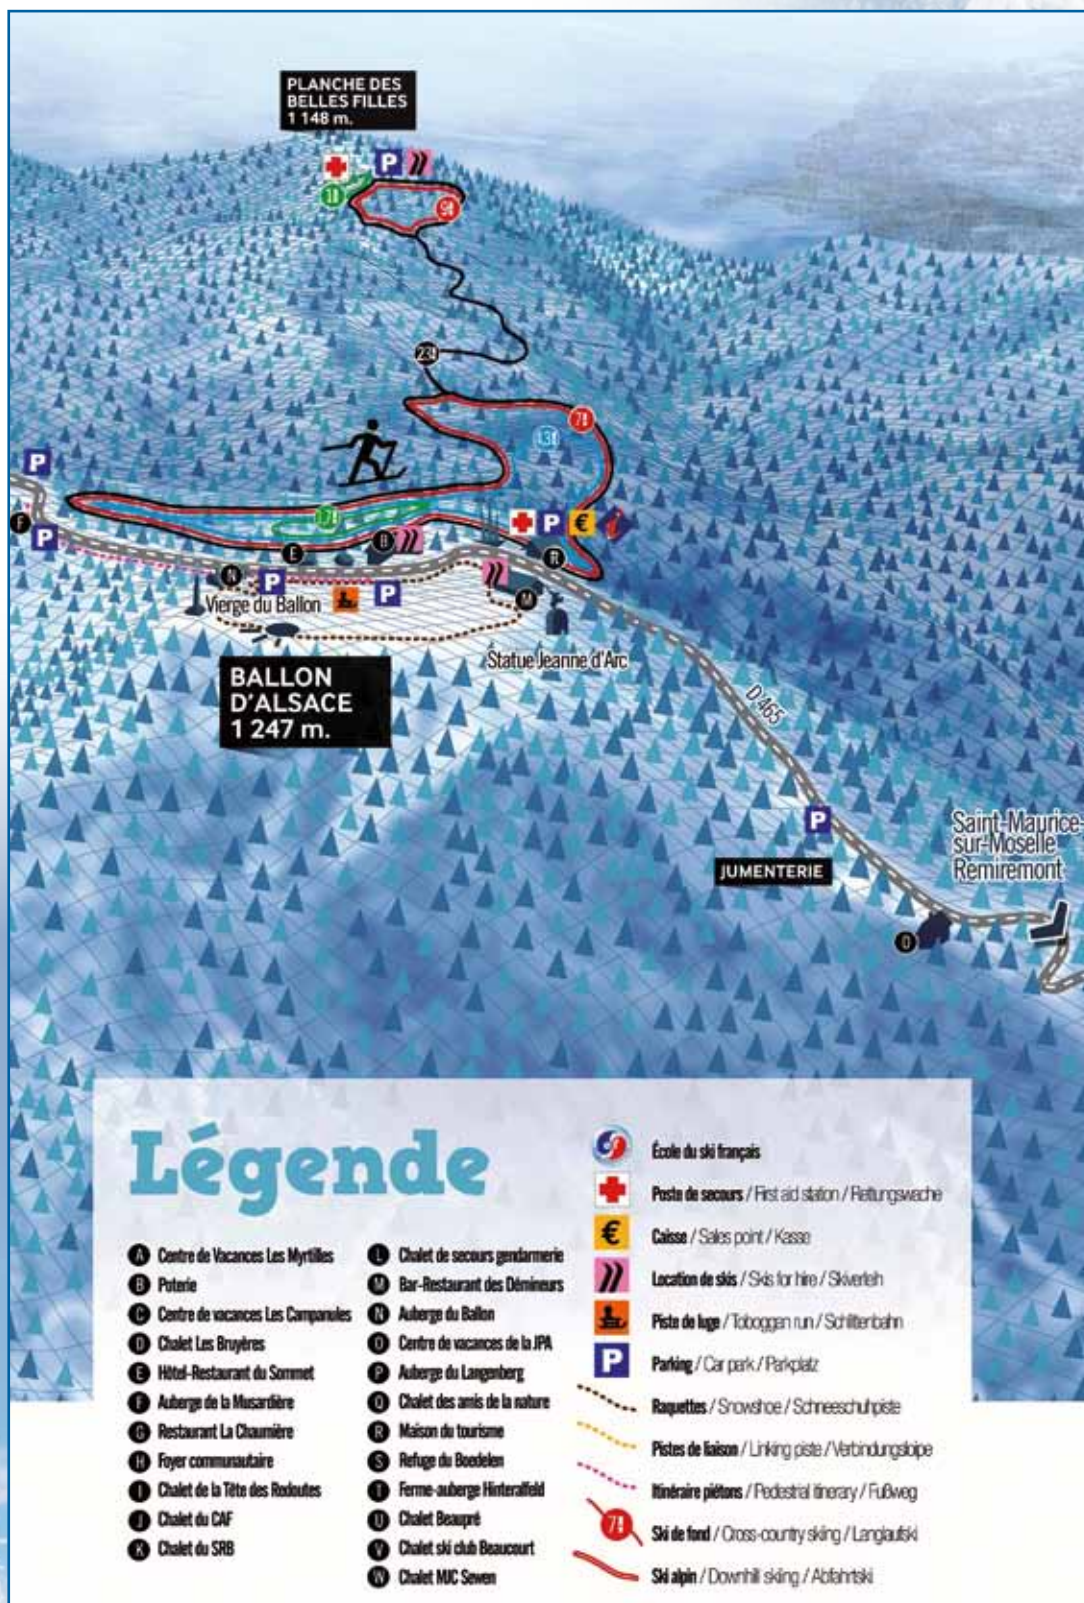 PLANCHE DES
BELLES FILLES
1 148 m.
P
P
P
F
E
B
P
€
i
R
N
P
P
M
Vierge du Ballon
Statue Jeanne d'Arc
BALLON
D'ALSACE
1 247 m.
D 465
P
JUMENTERIE
Saint-Maurice-
sur-Moselle
Remiremont
O
Légende
A Centre de Vacances Les Myrtilles
B Poterie
C Centre de vacances Les Campanules
D Chalet Les Bruyères
E Hôtel-Restaurant du Sommet
F Auberge de la Musardière
G Restaurant La Chaumière
H Foyer communautaire
I Chalet de la Tête des Redoutes
J Chalet du CAF
K Chalet du SRB
L Chalet de secours gendarmerie
M Bar-Restaurant des Démineurs
N Auberge du Ballon
O Centre de vacances de la JPA
P Auberge du Langenberg
Q Chalet des amis de la nature
R Maison du tourisme
S Refuge du Boedelen
T Ferme-auberge Hinteralfeld
U Chalet Beaupré
V Chalet ski club Beaucourt
W Chalet MJC Sewen
École du ski français
Poste de secours / First aid station / Rettungswache
€ Caisse / Sales point / Kasse
Location de skis / Skis for hire / Skiverleih
Piste de luge / Toboggan run / Schlittenbahn
P Parking / Car park / Parkplatz
Raquettes / Snowshoe / Schneeschuhpiste
Pistes de liaison / Linking piste / Verbindungsloipe
Itinéraire piétons / Pedestrial itinerary / Fußweg
Ski de fond / Cross-country skiing / Langlaufski
Ski alpin / Downhill skiing / Abfahrtski